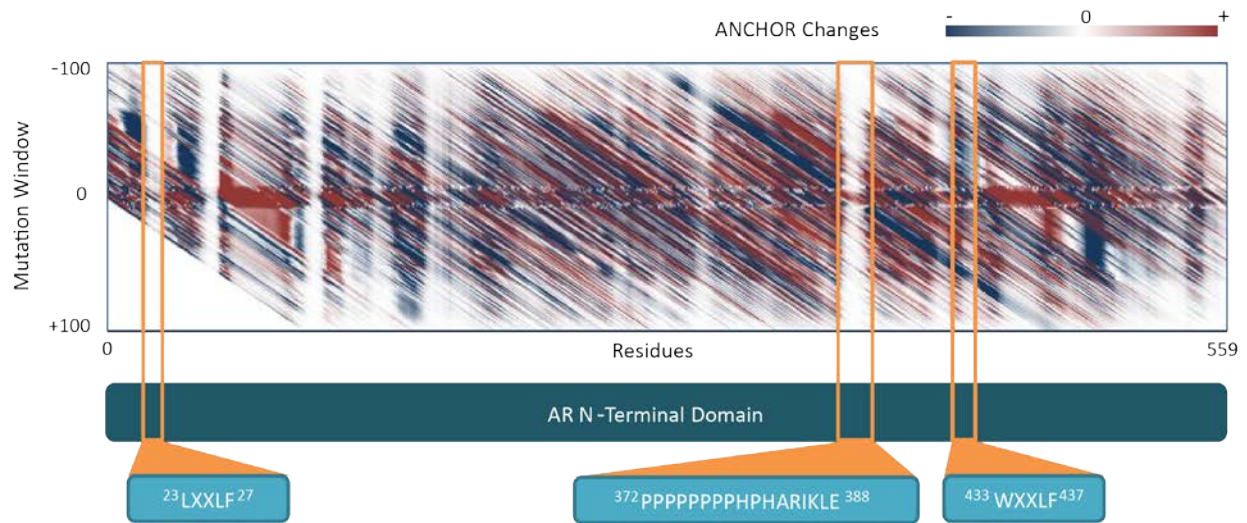 ANCHOR Changes
- 0 +
-100
Mutation Window
0
+100
0 Residues 559
AR N-Terminal Domain
²³LXXLF²⁷
³⁷²PPPPPPPPHPHARIKLE³⁸⁸
⁴³³WXXLF⁴³⁷